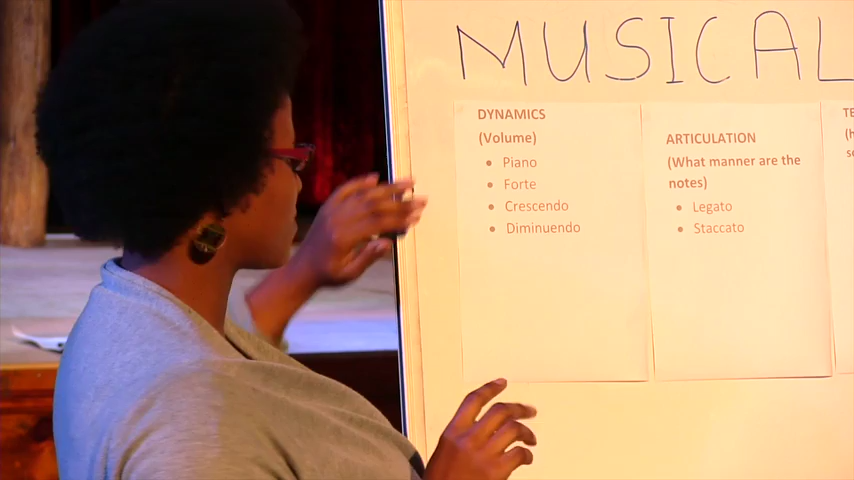 MUSICAL
DYNAMICS
(Volume)
• Piano
• Forte
• Crescendo
• Diminuendo
ARTICULATION
(What manner are the
notes)
• Legato
• Staccato